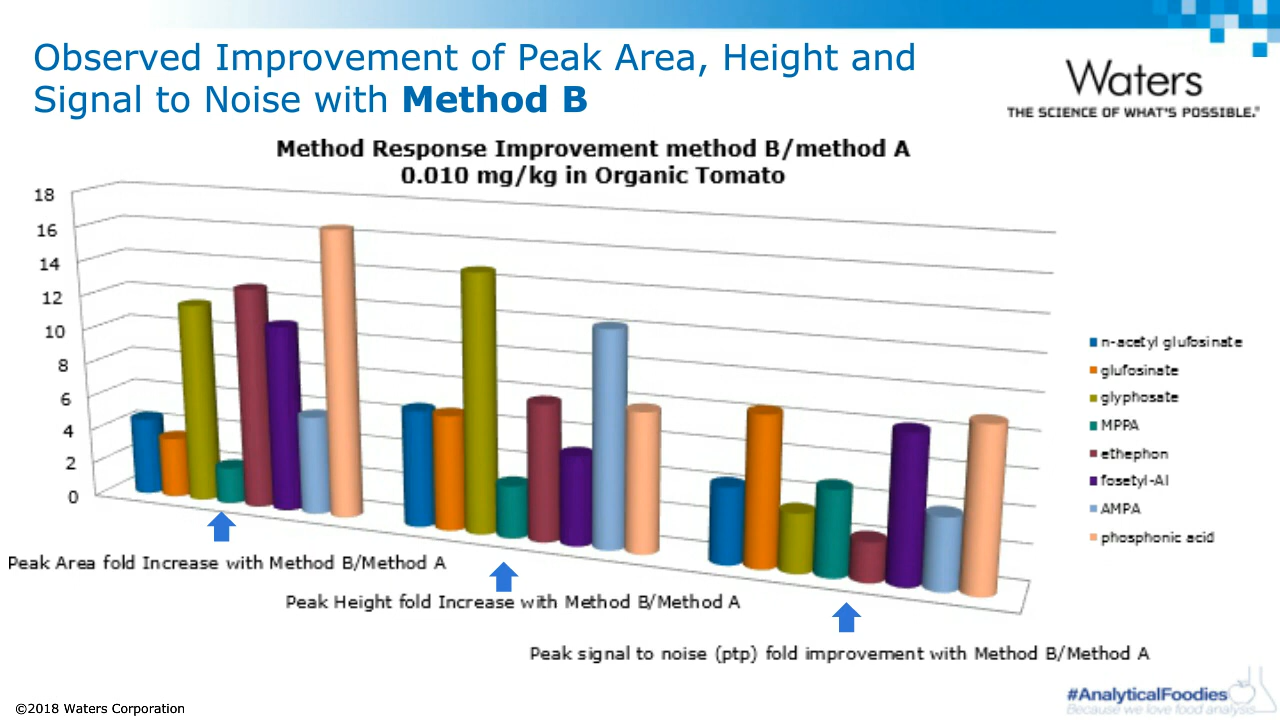 Observed Improvement of Peak Area, Height and
Signal to Noise with Method B
Waters
THE SCIENCE OF WHAT'S POSSIBLE.®
Method Response Improvement method B/method A
0.010 mg/kg in Organic Tomato
18
16
14
12
10
8
6
4
2
0
n-acetyl glufosinate
glufosinate
glyphosate
MPPA
ethephon
fosetyl-Al
AMPA
phosphonic acid
Peak Area fold Increase with Method B/Method A
Peak Height fold Increase with Method B/Method A
Peak signal to noise (ptp) fold improvement with Method B/Method A
©2018 Waters Corporation
#AnalyticalFoodies
Because we love food analysis